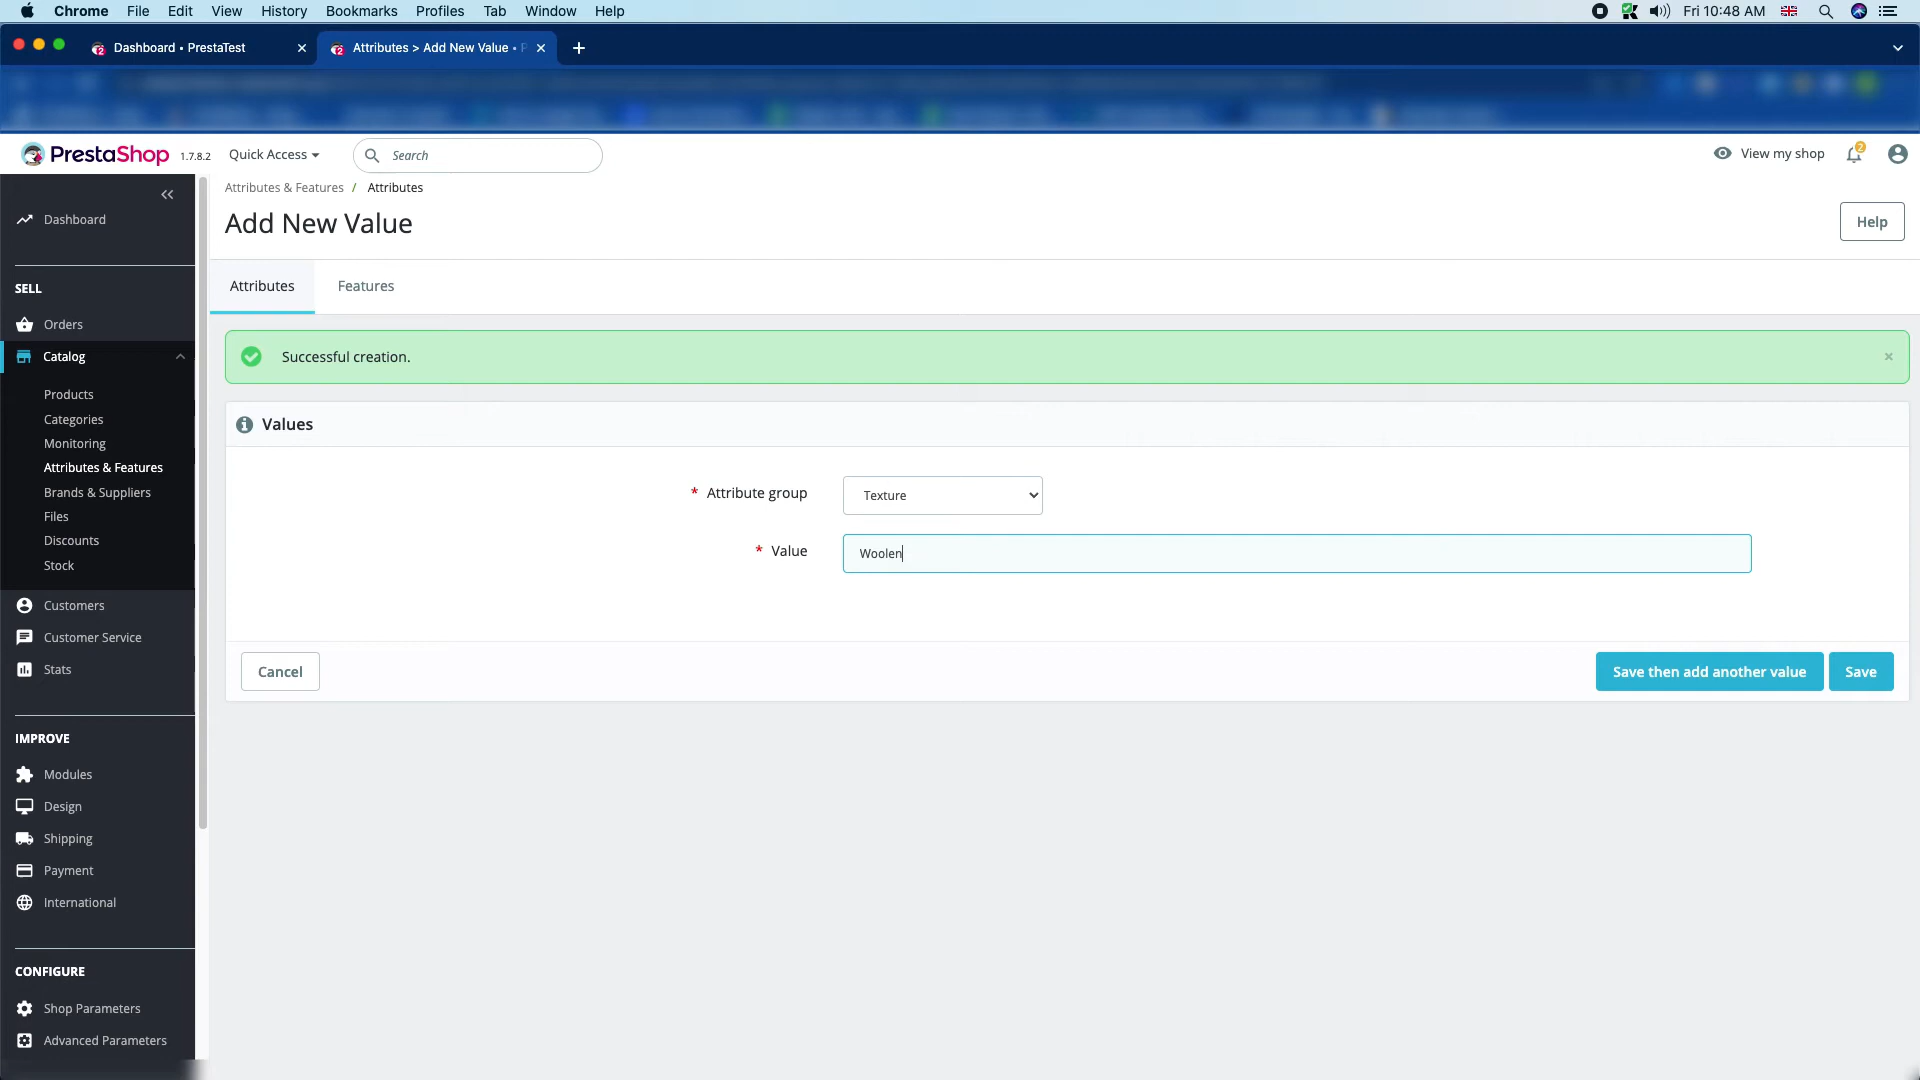 Chrome File Edit View History Bookmarks Profiles Tab Window Help Fri 10:48 AM
Dashboard • PrestaTest
Attributes > Add New Value •
PrestaShop 1.7.8.2 Quick Access Search View my shop 2
Attributes & Features / Attributes
Add New Value
Help
Attributes Features
Dashboard
SELL
Orders
Catalog
Products
Categories
Monitoring
Attributes & Features
Brands & Suppliers
Files
Discounts
Stock
Customers
Customer Service
Stats
IMPROVE
Modules
Design
Shipping
Payment
International
CONFIGURE
Shop Parameters
Advanced Parameters
Successful creation. ×
Values
* Attribute group Texture
* Value Woolen
Cancel Save then add another value Save